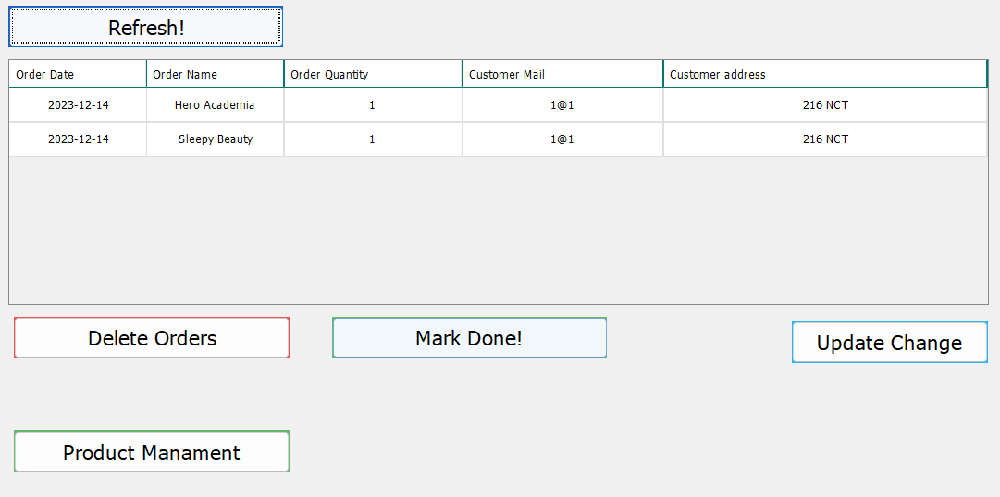 Refresh!
Order Date Order Name Order Quantity Customer Mail Customer address
2023-12-14 Hero Academia 1 1@1 216 NCT
2023-12-14 Sleepy Beauty 1 1@1 216 NCT
Delete Orders Mark Done! Update Change
Product Manament